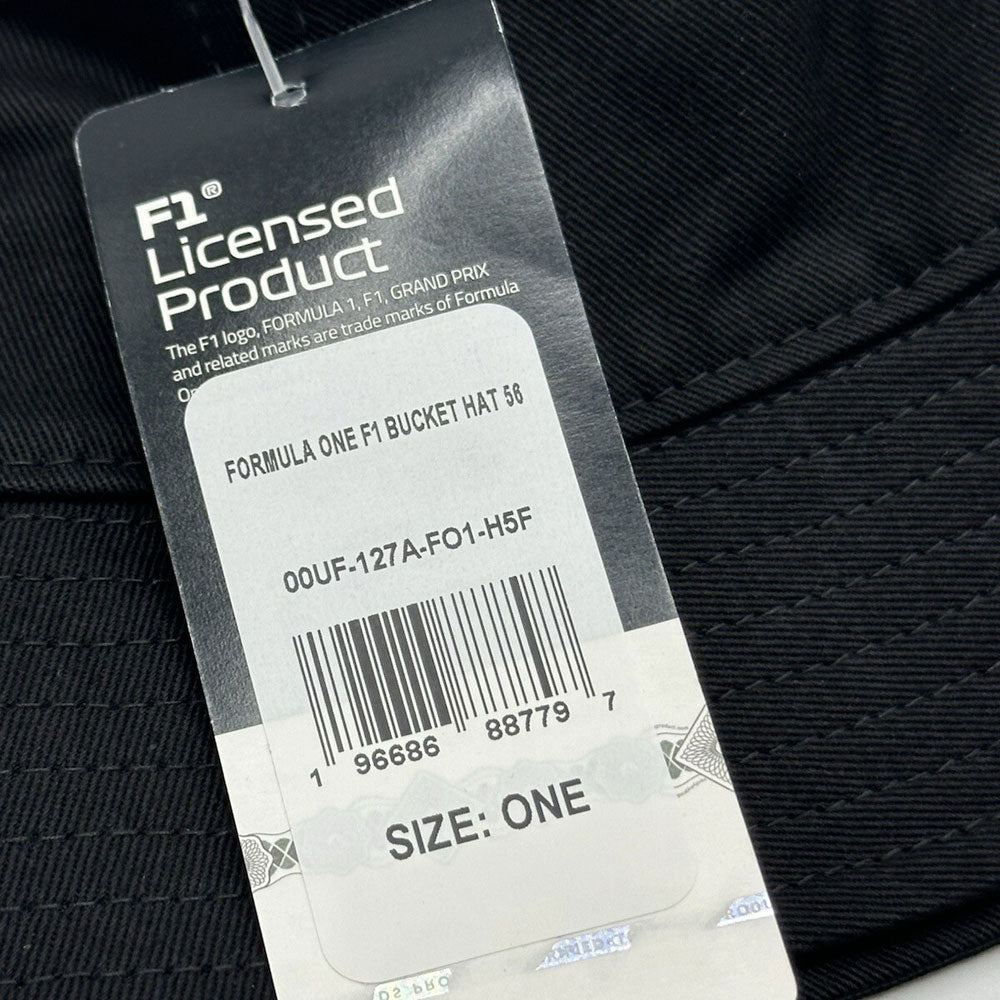 F1®
Licensed
Product
The F1 logo, FORMULA 1, F1, GRAND PRIX
and related marks are trade marks of Formula
FORMULA ONE F1 BUCKET HAT 56
00UF-127A-FO1-H5F
1 96686 88779 7
SIZE: ONE